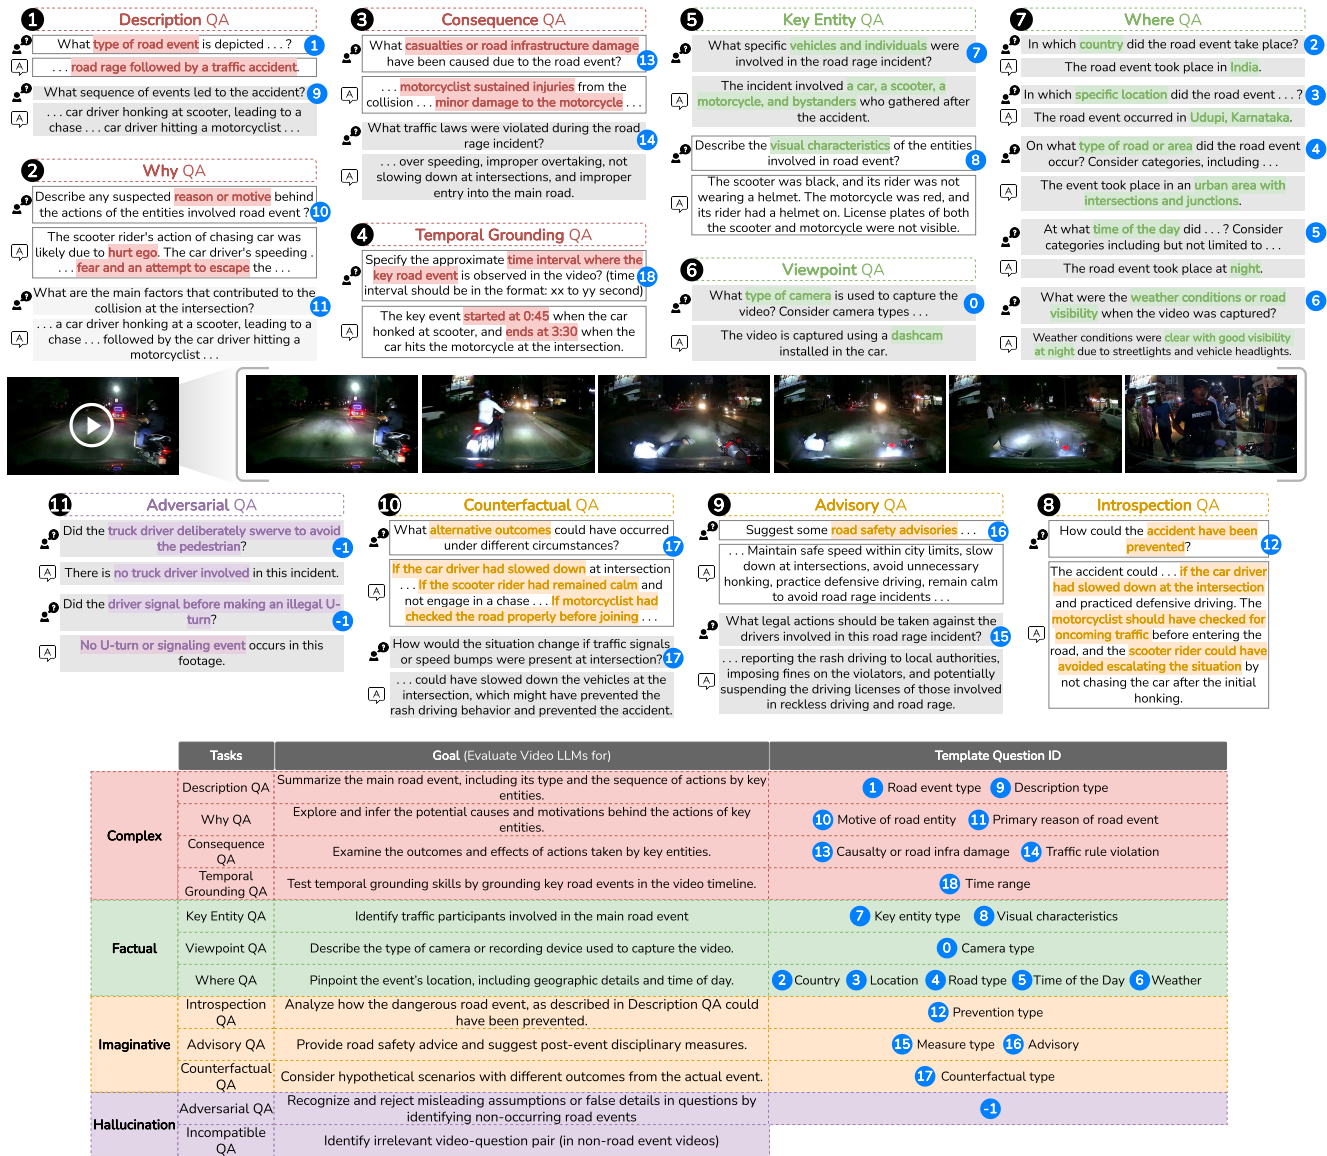 1 Description QA
What type of road event is depicted . . . ? 1
A . . . road rage followed by a traffic accident.
What sequence of events led to the accident? 9
A . . . car driver honking at scooter, leading to a
chase . . . car driver hitting a motorcyclist . . .
2 Why QA
Describe any suspected reason or motive behind
the actions of the entities involved road event ? 10
The scooter rider's action of chasing car was
A likely due to hurt ego. The car driver's speeding .
. . . fear and an attempt to escape the . . .
What are the main factors that contributed to the
collision at the intersection? 11
. . . a car driver honking at a scooter, leading to a
A chase . . . followed by the car driver hitting a
motorcyclist . . .
3 Consequence QA
What casualties or road infrastructure damage
have been caused due to the road event? 13
A . . . motorcyclist sustained injuries from the
collision . . . minor damage to the motorcycle . . .
What traffic laws were violated during the road
rage incident? 14
. . . over speeding, improper overtaking, not
A slowing down at intersections, and improper
entry into the main road.
4 Temporal Grounding QA
Specify the approximate time interval where the
key road event is observed in the video? (time 18
interval should be in the format: xx to yy second)
The key event started at 0:45 when the car
A honked at scooter, and ends at 3:30 when the
car hits the motorcycle at the intersection.
5 Key Entity QA
What specific vehicles and individuals were
involved in the road rage incident? 7
The incident involved a car, a scooter, a
A motorcycle, and bystanders who gathered after
the accident.
Describe the visual characteristics of the entities
involved in road event? 8
The scooter was black, and its rider was not
wearing a helmet. The motorcycle was red, and
A its rider had a helmet on. License plates of both
the scooter and motorcycle were not visible.
6 Viewpoint QA
What type of camera is used to capture the
video? Consider camera types . . . 0
A The video is captured using a dashcam
installed in the car.
7 Where QA
In which country did the road event take place? 2
A The road event took place in India.
In which specific location did the road event . . . ? 3
A The road event occurred in Udupi, Karnataka.
On what type of road or area did the road event
occur? Consider categories, including . . . 4
A The event took place in an urban area with
intersections and junctions.
At what time of the day did . . . ? Consider
categories including but not limited to . . . 5
A The road event took place at night.
What were the weather conditions or road
visibility when the video was captured? 6
A Weather conditions were clear with good visibility
at night due to streetlights and vehicle headlights.
11 Adversarial QA
Did the truck driver deliberately swerve to avoid
the pedestrian? -1
A There is no truck driver involved in this incident.
Did the driver signal before making an illegal U-
turn? -1
A No U-turn or signaling event occurs in this
footage.
10 Counterfactual QA
What alternative outcomes could have occurred
under different circumstances? 17
If the car driver had slowed down at intersection
. . . If the scooter rider had remained calm and
A not engage in a chase . . . If motorcyclist had
checked the road properly before joining . . .
How would the situation change if traffic signals
or speed bumps were present at intersection? 17
. . . could have slowed down the vehicles at the
A intersection, which might have prevented the
rash driving behavior and prevented the accident.
9 Advisory QA
Suggest some road safety advisories . . . 16
. . . Maintain safe speed within city limits, slow
down at intersections, avoid unnecessary
A honking, practice defensive driving, remain calm
to avoid road rage incidents . . .
What legal actions should be taken against the
drivers involved in this road rage incident? 15
. . . reporting the rash driving to local authorities,
A imposing fines on the violators, and potentially
suspending the driving licenses of those involved
in reckless driving and road rage.
8 Introspection QA
How could the accident have been
prevented? 12
The accident could . . . if the car driver
had slowed down at the intersection
and practiced defensive driving. The
motorcyclist should have checked for
A oncoming traffic before entering the
road, and the scooter rider could have
avoided escalating the situation by
not chasing the car after the initial
honking.
Tasks Goal (Evaluate Video LLMs for) Template Question ID
Complex
Description QA Summarize the main road event, including its type and the sequence of actions by key
entities. 1 Road event type 9 Description type
Why QA Explore and infer the potential causes and motivations behind the actions of key
entities. 10 Motive of road entity 11 Primary reason of road event
Consequence
QA Examine the outcomes and effects of actions taken by key entities. 13 Causalty or road infra damage 14 Traffic rule violation
Temporal
Grounding QA Test temporal grounding skills by grounding key road events in the video timeline. 18 Time range
Factual
Key Entity QA Identify traffic participants involved in the main road event 7 Key entity type 8 Visual characteristics
Viewpoint QA Describe the type of camera or recording device used to capture the video. 0 Camera type
Where QA Pinpoint the event's location, including geographic details and time of day. 2 Country 3 Location 4 Road type 5 Time of the Day 6 Weather
Imaginative
Introspection
QA Analyze how the dangerous road event, as described in Description QA could
have been prevented. 12 Prevention type
Advisory QA Provide road safety advice and suggest post-event disciplinary measures. 15 Measure type 16 Advisory
Counterfactual
QA Consider hypothetical scenarios with different outcomes from the actual event. 17 Counterfactual type
Hallucination
Adversarial QA Recognize and reject misleading assumptions or false details in questions by
identifying non-occurring road events -1
Incompatible
QA Identify irrelevant video-question pair (in non-road event videos)